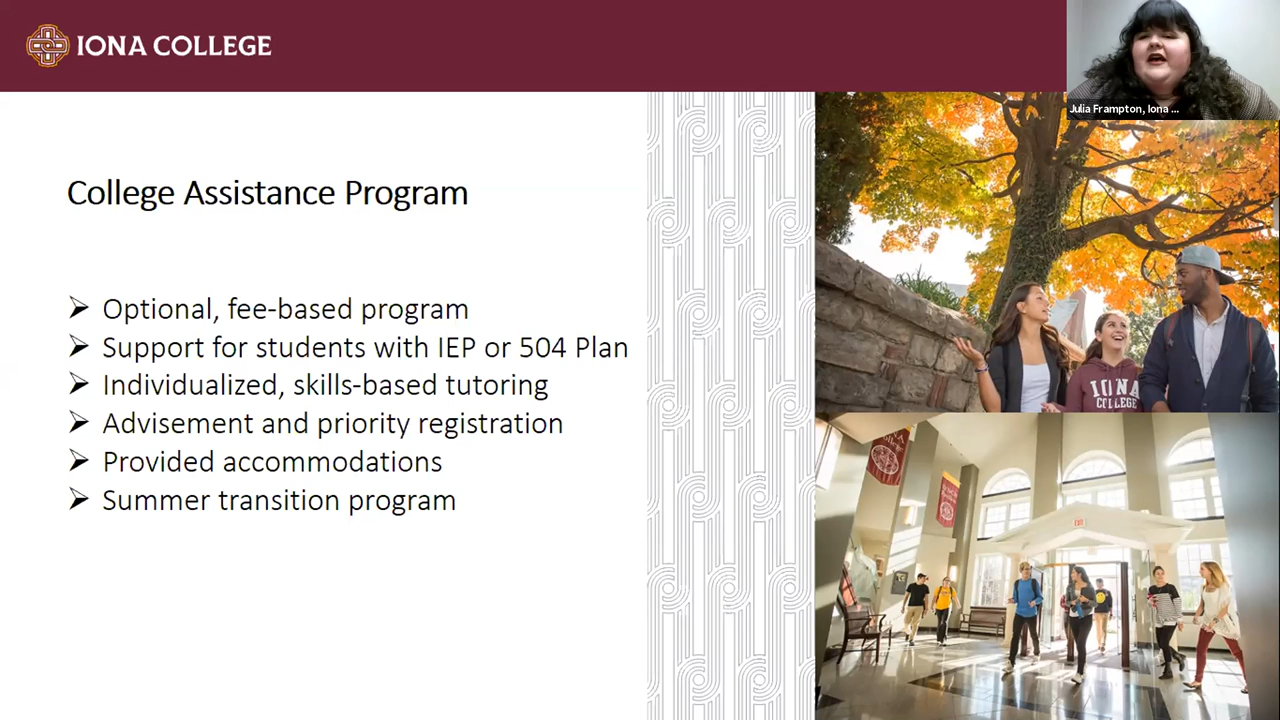 IONA COLLEGE
Julia Frampton, Iona ...
College Assistance Program
Optional, fee-based program
Support for students with IEP or 504 Plan
Individualized, skills-based tutoring
Advisement and priority registration
Provided accommodations
Summer transition program
IONA
COLLEGE